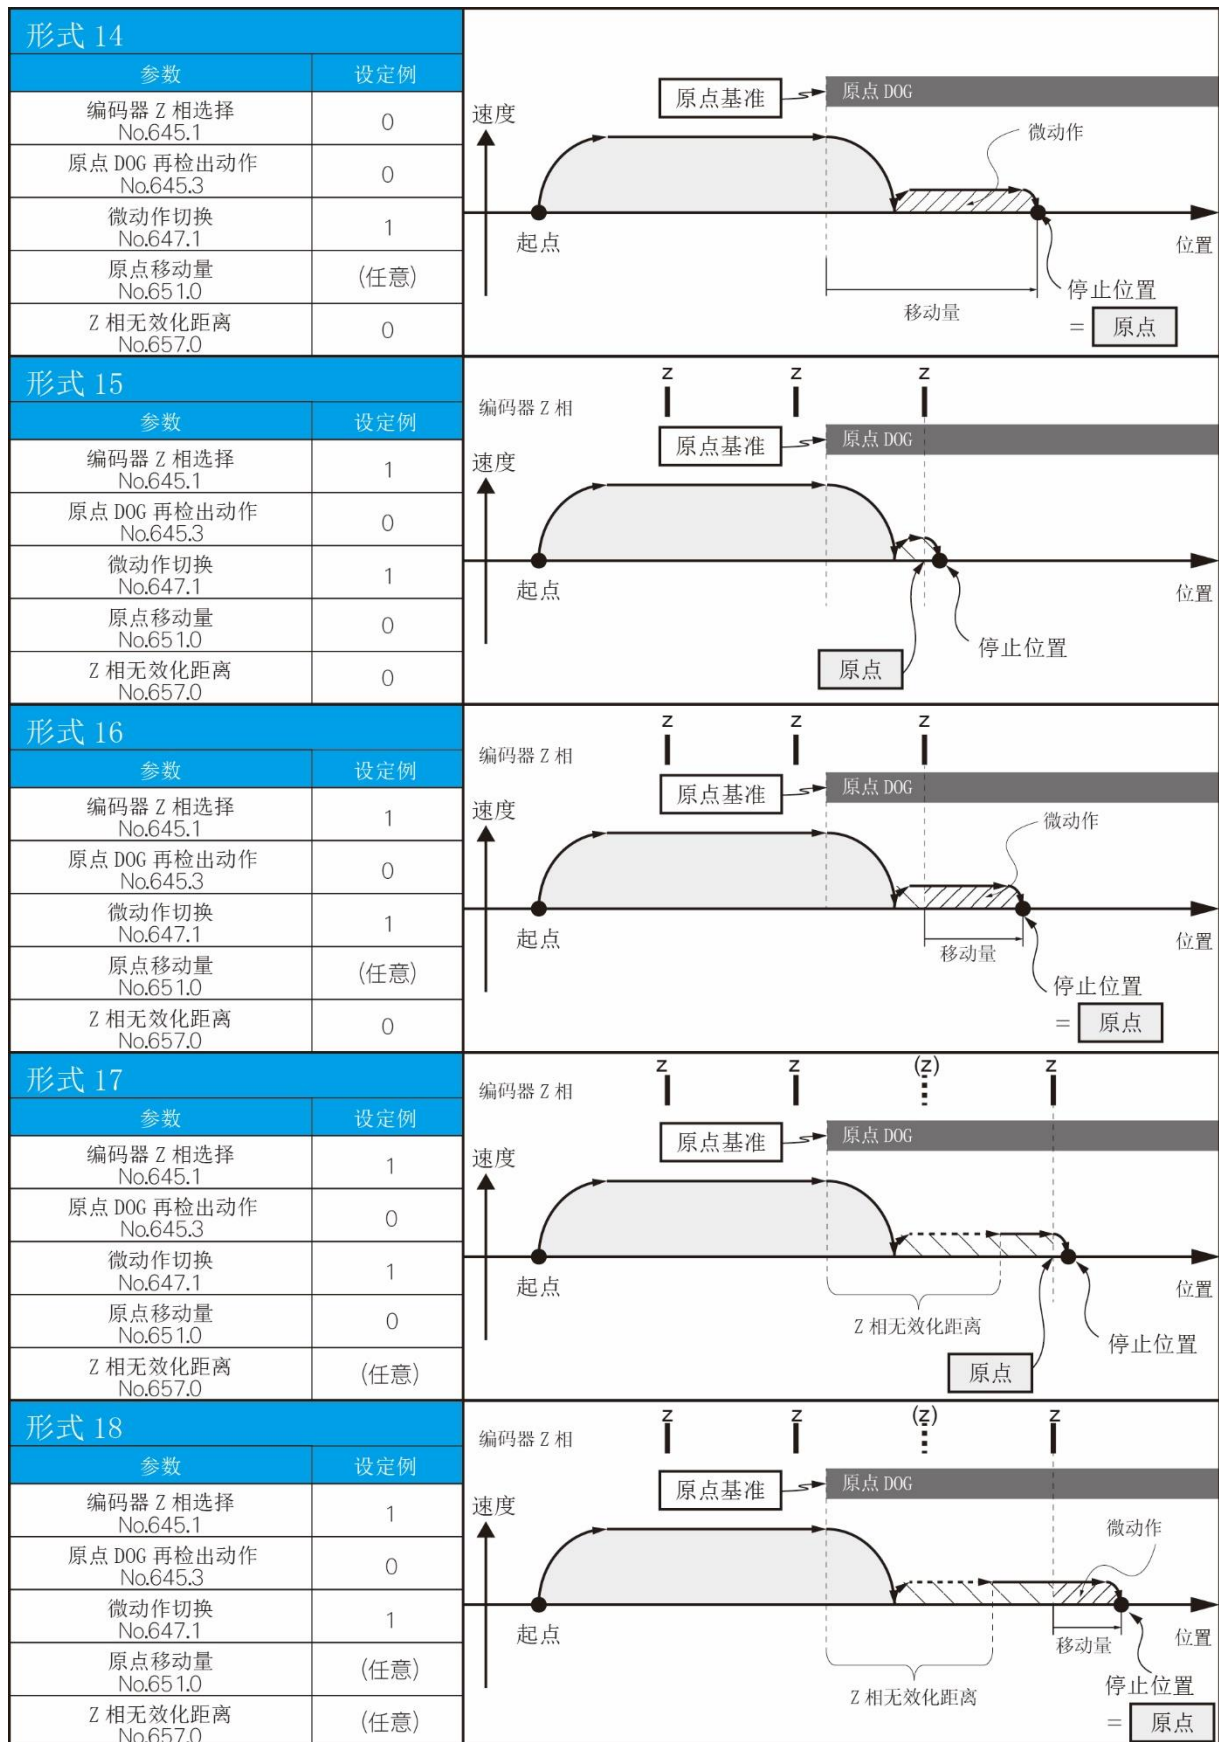 形式 14
参数 设定例
编码器 Z 相选择
No.645.1
0
原点 DOG 再检出动作
No.645.3
0
微动作切换
No.647.1
1
原点移动量
No.651.0
(任意)
Z 相无效化距离
No.657.0
0
原点基准
原点 DOG
速度
微动作
起点
位置
移动量
停止位置
= 原点
形式 15
参数 设定例
编码器 Z 相选择
No.645.1
1
原点 DOG 再检出动作
No.645.3
0
微动作切换
No.647.1
1
原点移动量
No.651.0
0
Z 相无效化距离
No.657.0
0
Z Z Z
编码器 Z 相
原点基准
原点 DOG
速度
起点
位置
停止位置
原点
形式 16
参数 设定例
编码器 Z 相选择
No.645.1
1
原点 DOG 再检出动作
No.645.3
0
微动作切换
No.647.1
1
原点移动量
No.651.0
(任意)
Z 相无效化距离
No.657.0
0
Z Z Z
编码器 Z 相
原点基准
原点 DOG
速度
微动作
起点
位置
移动量
停止位置
= 原点
形式 17
参数 设定例
编码器 Z 相选择
No.645.1
1
原点 DOG 再检出动作
No.645.3
0
微动作切换
No.647.1
1
原点移动量
No.651.0
0
Z 相无效化距离
No.657.0
(任意)
Z Z (Z) Z
编码器 Z 相
原点基准
原点 DOG
速度
起点
位置
Z 相无效化距离
停止位置
原点
形式 18
参数 设定例
编码器 Z 相选择
No.645.1
1
原点 DOG 再检出动作
No.645.3
0
微动作切换
No.647.1
1
原点移动量
No.651.0
(任意)
Z 相无效化距离
No.657.0
(任意)
Z Z (Z) Z
编码器 Z 相
原点基准
原点 DOG
速度
微动作
起点
移动量
位置
Z 相无效化距离
停止位置
= 原点